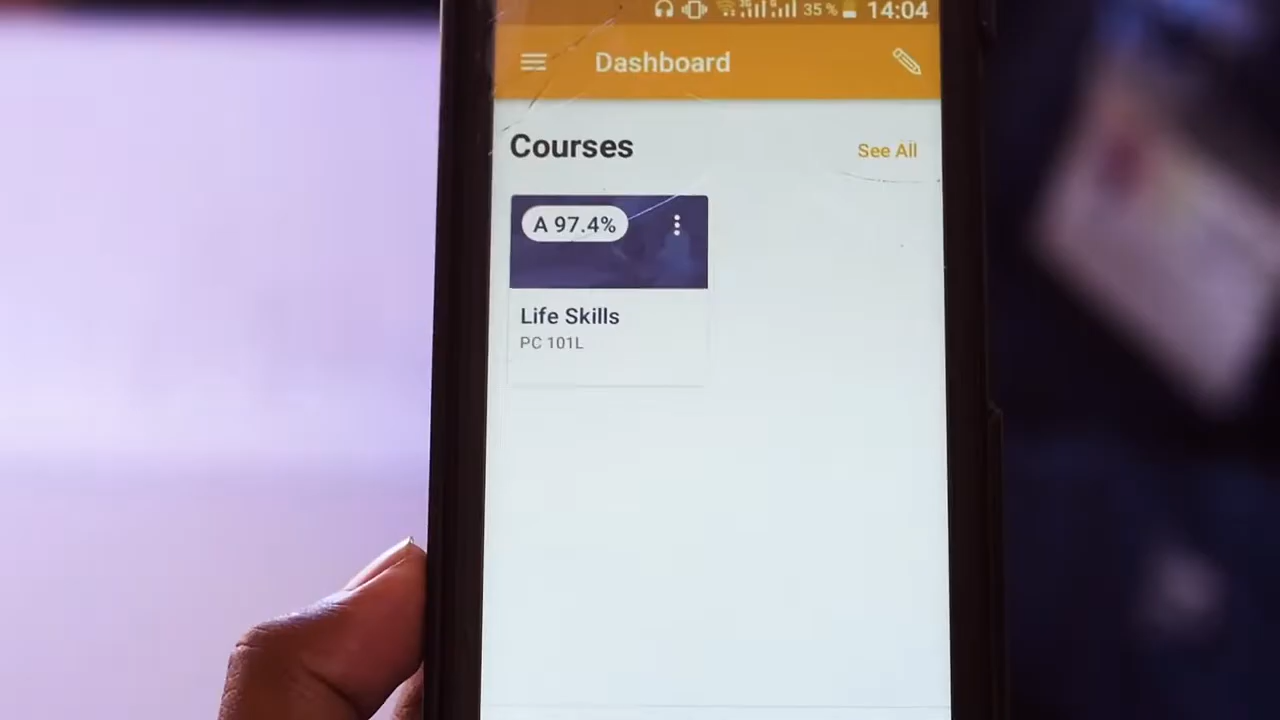 35% 14:04
Dashboard
Courses
See All
A 97.4%
Life Skills
PC 101L